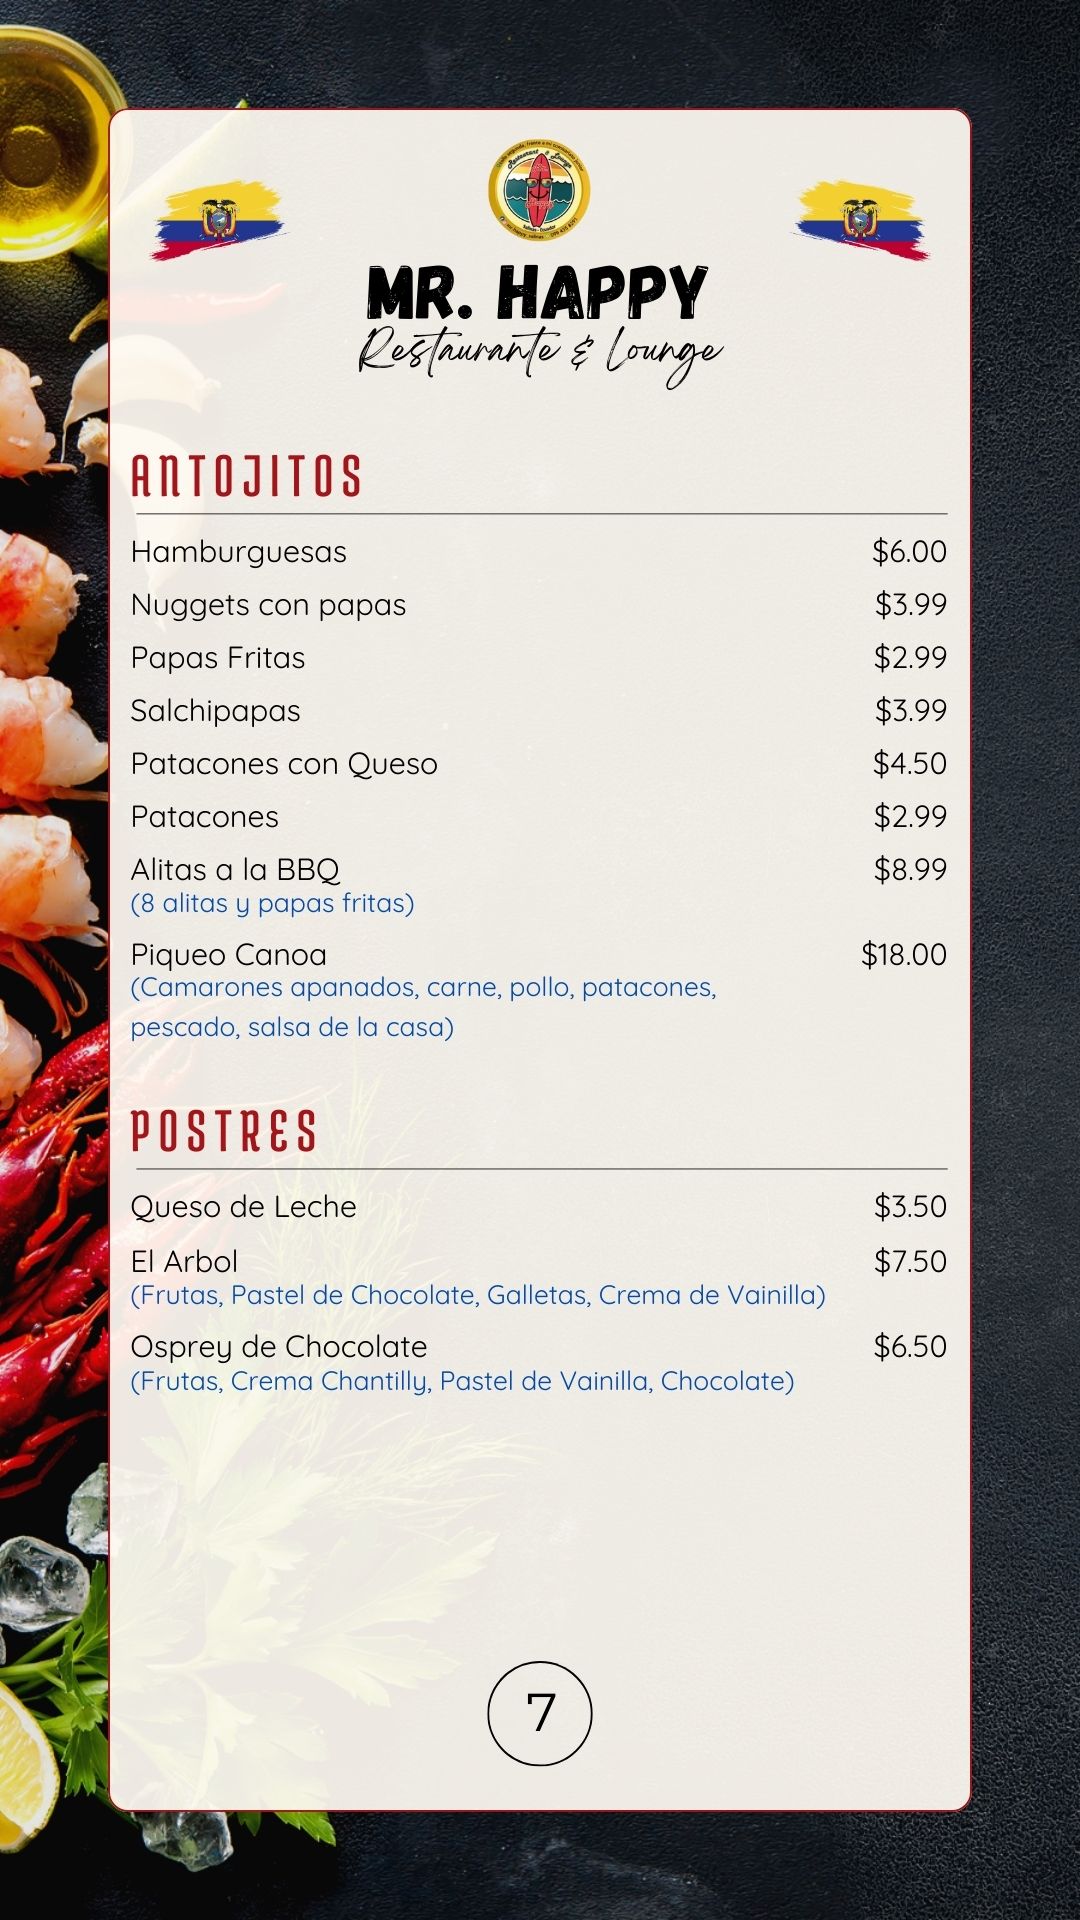 MR. HAPPY
Restaurante & Lounge
ANTOJITOS
Hamburguesas $6.00
Nuggets con papas $3.99
Papas Fritas $2.99
Salchipapas $3.99
Patacones con Queso $4.50
Patacones $2.99
Alitas a la BBQ $8.99
(8 alitas y papas fritas)
Piqueo Canoa $18.00
(Camarones apanados, carne, pollo, patacones,
pescado, salsa de la casa)
POSTRES
Queso de Leche $3.50
El Arbol $7.50
(Frutas, Pastel de Chocolate, Galletas, Crema de Vainilla)
Osprey de Chocolate $6.50
(Frutas, Crema Chantilly, Pastel de Vainilla, Chocolate)
7